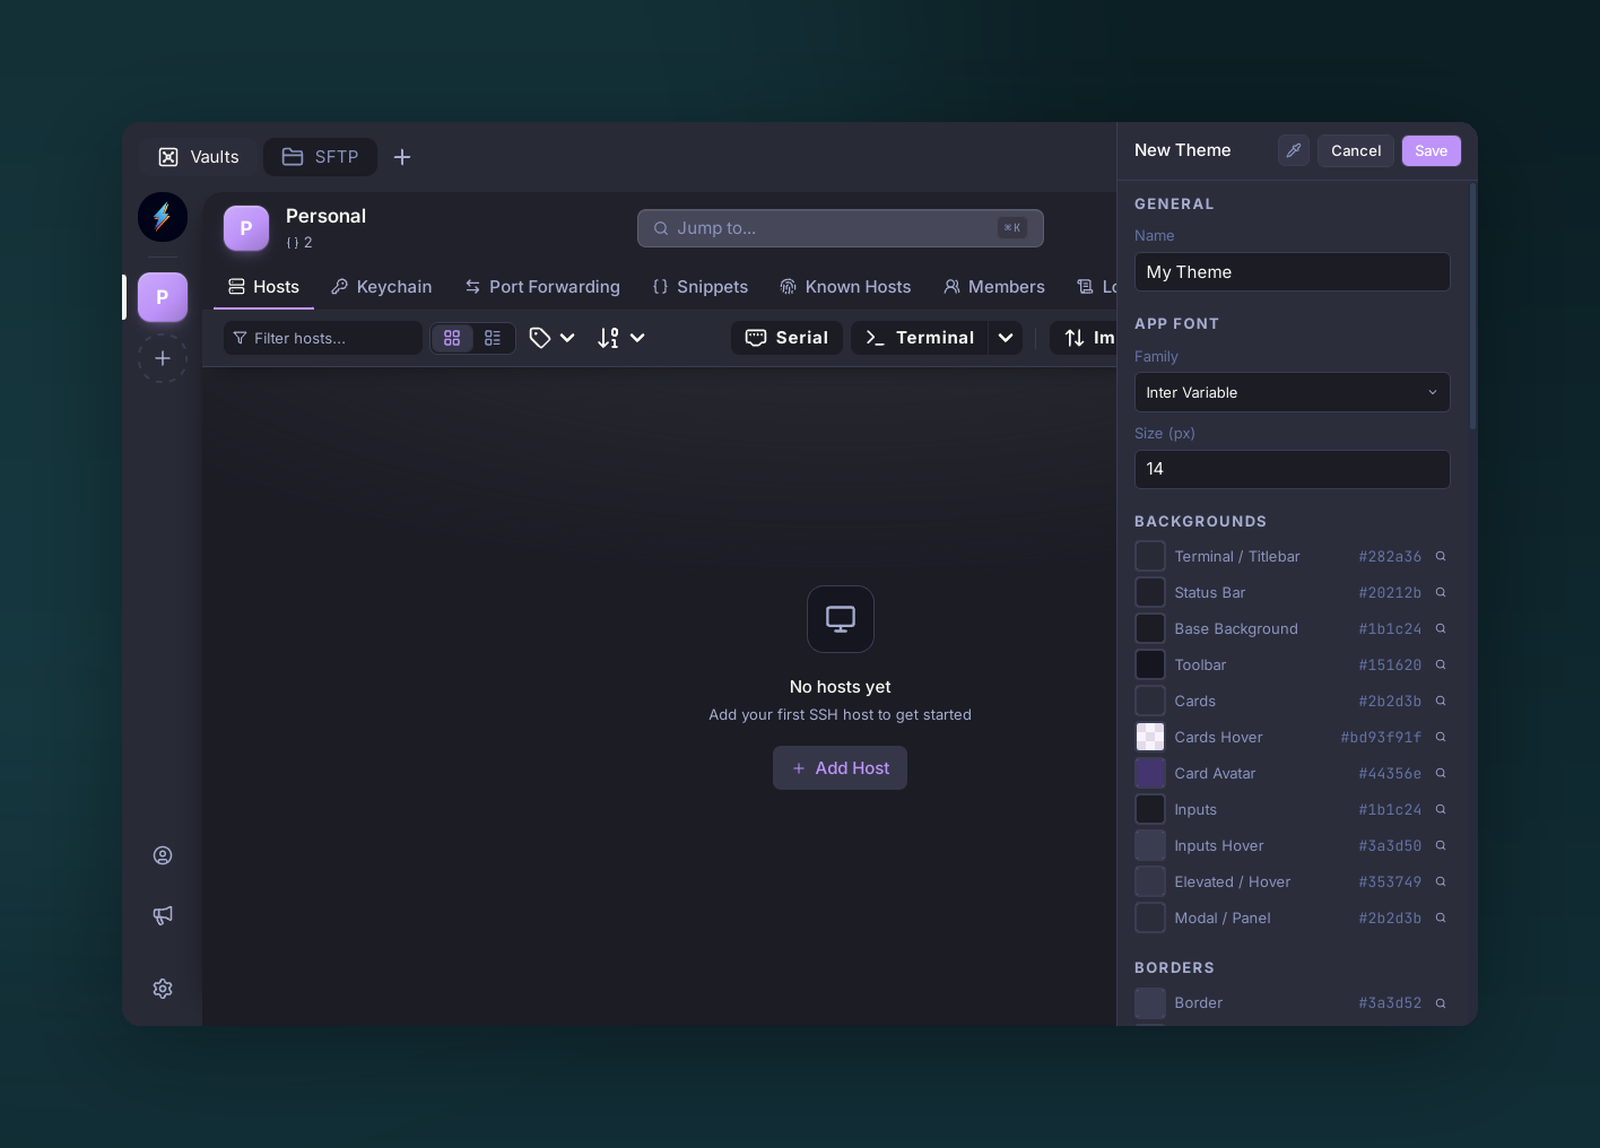 Vaults
SFTP
P
Personal
{} 2
Jump to...
⌘K
P
Hosts
Keychain
Port Forwarding
Snippets
Known Hosts
Members
Lo
Filter hosts...
Serial
Terminal
Im
No hosts yet
Add your first SSH host to get started
+ Add Host
New Theme
Cancel
Save
GENERAL
Name
My Theme
APP FONT
Family
Inter Variable
Size (px)
14
BACKGROUNDS
Terminal / Titlebar #282a36
Status Bar #20212b
Base Background #1b1c24
Toolbar #151620
Cards #2b2d3b
Cards Hover #bd93f91f
Card Avatar #44356e
Inputs #1b1c24
Inputs Hover #3a3d50
Elevated / Hover #353749
Modal / Panel #2b2d3b
BORDERS
Border #3a3d52